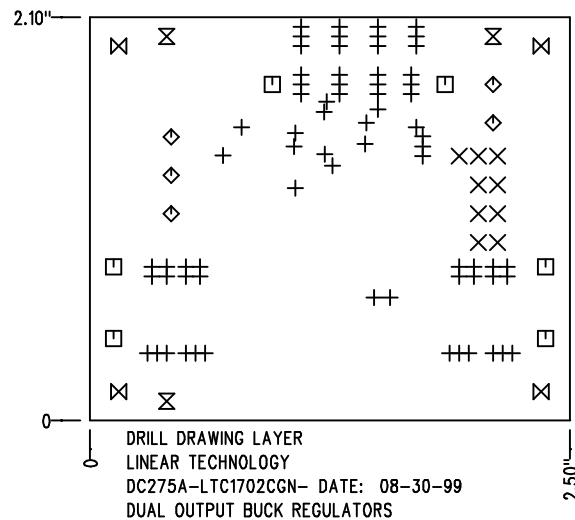 2.10"
0
0
2.50"
DRILL DRAWING LAYER
LINEAR TECHNOLOGY
DC275A-LTC1702CGN- DATE: 08-30-99
DUAL OUTPUT BUCK REGULATORS